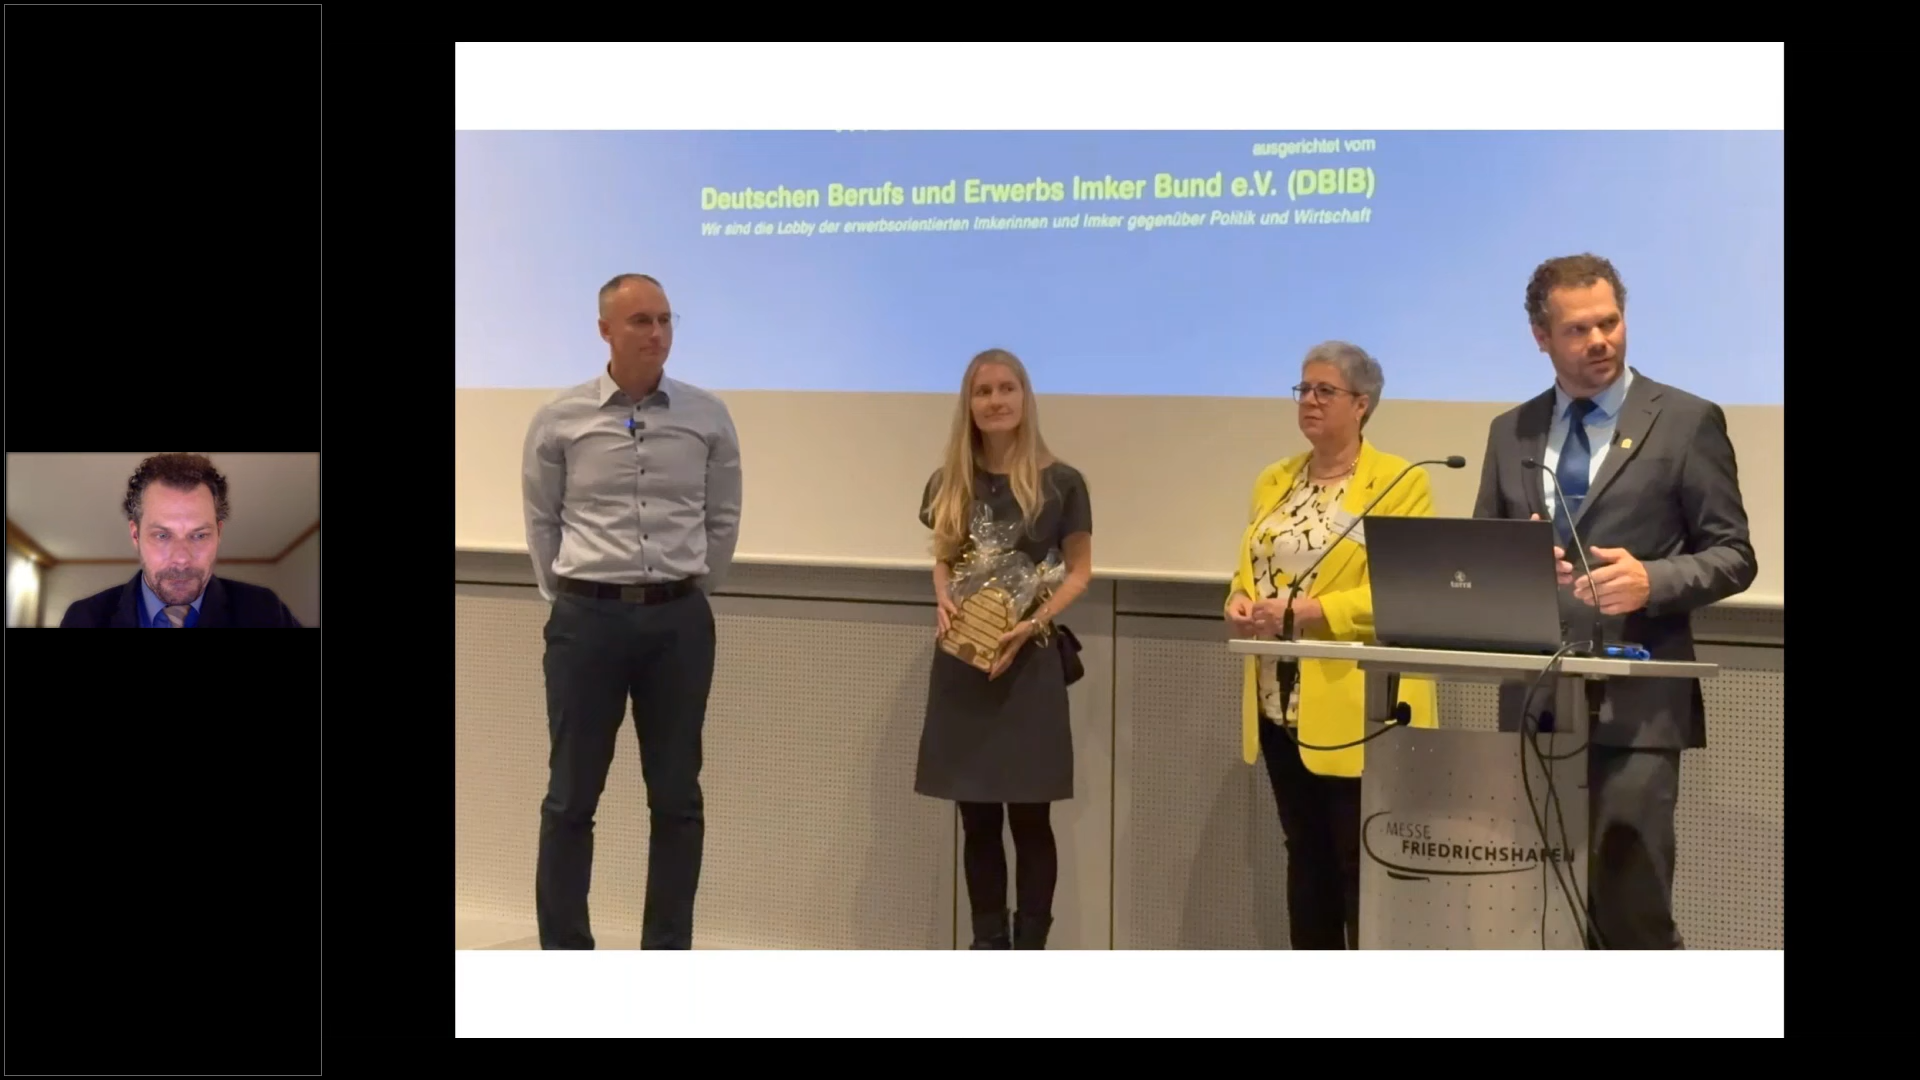 ausgerichtet vom
Deutschen Berufs und Erwerbs Imker Bund e.V. (DBIB)
Wir sind die Lobby der erwerbsorientierten Imkerinnen und Imker gegenüber Politik und Wirtschaft
terra
MESSE
FRIEDRICHSHAFEN